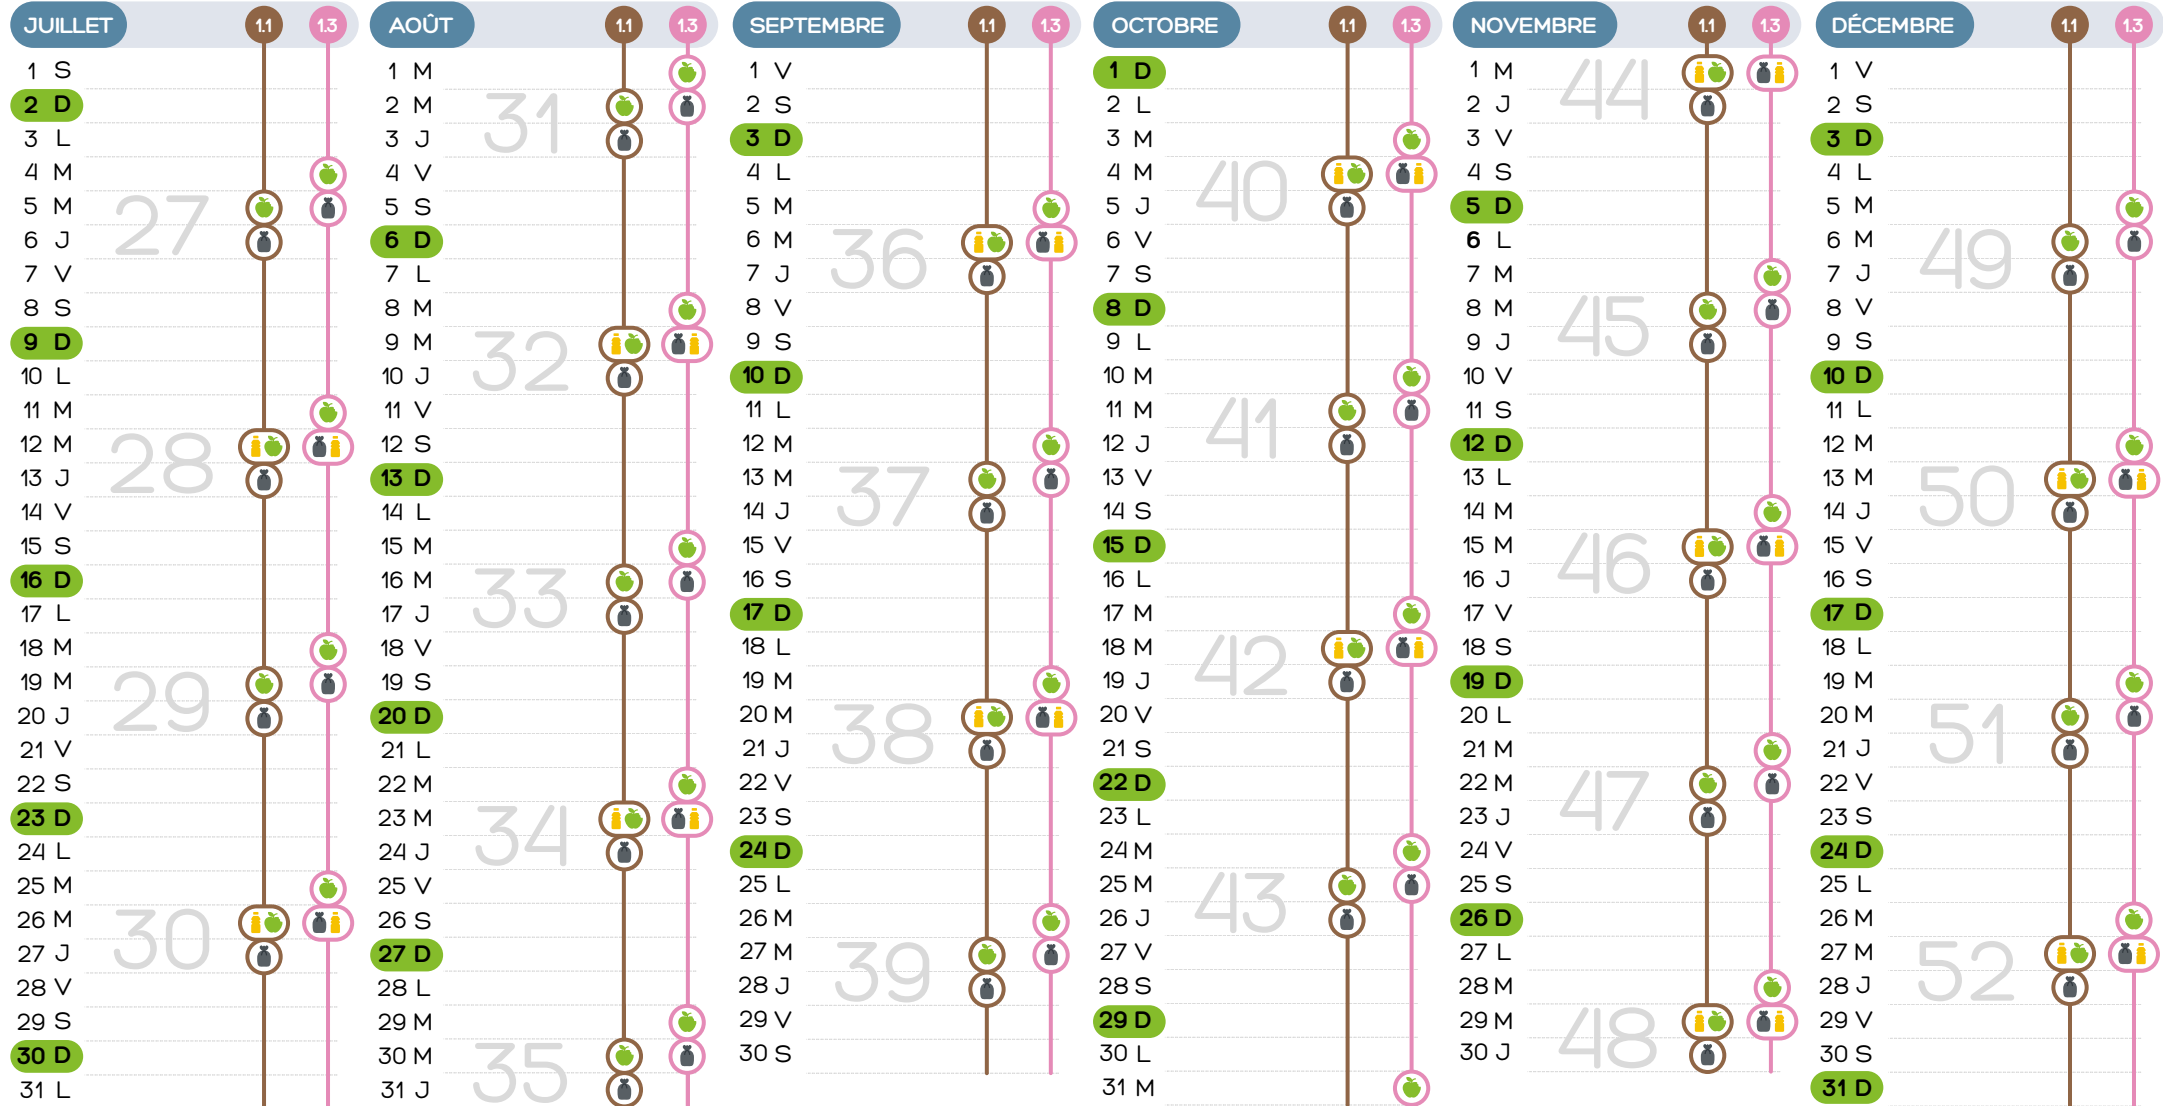 JUILLET 1.1 1.3
1 S
2 D
3 L
4 M
5 M
27
6 J
7 V
8 S
9 D
10 L
11 M
12 M
28
13 J
14 V
15 S
16 D
17 L
18 M
19 M
29
20 J
21 V
22 S
23 D
24 L
25 M
26 M
30
27 J
28 V
29 S
30 D
31 L
AOÛT 1.1 1.3
1 M
2 M
31
3 J
4 V
5 S
6 D
7 L
8 M
9 M
32
10 J
11 V
12 S
13 D
14 L
15 M
16 M
33
17 J
18 V
19 S
20 D
21 L
22 M
23 M
34
24 J
25 V
26 S
27 D
28 L
29 M
30 M
35
31 J
SEPTEMBRE 1.1 1.3
1 V
2 S
3 D
4 L
5 M
6 M
36
7 J
8 V
9 S
10 D
11 L
12 M
13 M
37
14 J
15 V
16 S
17 D
18 L
19 M
20 M
38
21 J
22 V
23 S
24 D
25 L
26 M
27 M
39
28 J
29 V
30 S
OCTOBRE 1.1 1.3
1 D
2 L
3 M
4 M
40
5 J
6 V
7 S
8 D
9 L
10 M
11 M
41
12 J
13 V
14 S
15 D
16 L
17 M
18 M
42
19 J
20 V
21 S
22 D
23 L
24 M
25 M
43
26 J
27 V
28 S
29 D
30 L
31 M
NOVEMBRE 1.1 1.3
1 M
44
2 J
3 V
4 S
5 D
6 L
7 M
8 M
45
9 J
10 V
11 S
12 D
13 L
14 M
15 M
46
16 J
17 V
18 S
19 D
20 L
21 M
22 M
47
23 J
24 V
25 S
26 D
27 L
28 M
29 M
48
30 J
DÉCEMBRE 1.1 1.3
1 V
2 S
3 D
4 L
5 M
6 M
49
7 J
8 V
9 S
10 D
11 L
12 M
13 M
50
14 J
15 V
16 S
17 D
18 L
19 M
20 M
51
21 J
22 V
23 S
24 D
25 L
26 M
27 M
52
28 J
29 V
30 S
31 D